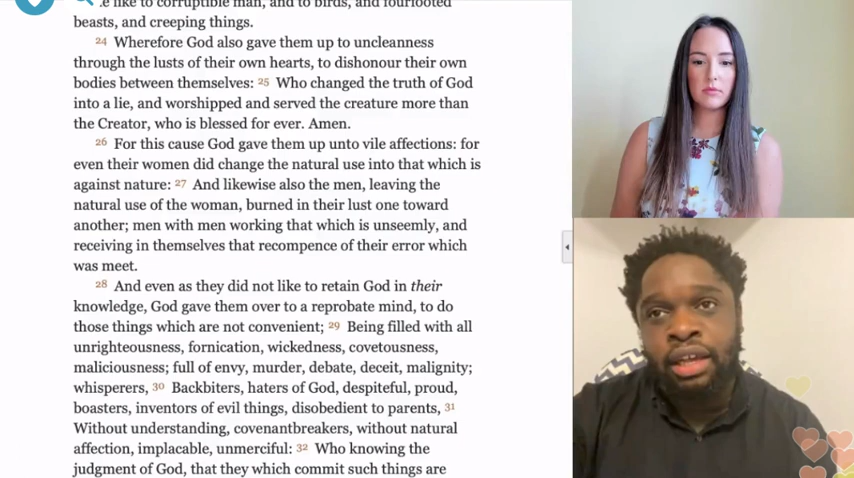 like to corruptible man, and to birds, and fourfooted
beasts, and creeping things.
24 Wherefore God also gave them up to uncleanness
through the lusts of their own hearts, to dishonour their own
bodies between themselves: 25 Who changed the truth of God
into a lie, and worshipped and served the creature more than
the Creator, who is blessed for ever. Amen.
26 For this cause God gave them up unto vile affections: for
even their women did change the natural use into that which is
against nature: 27 And likewise also the men, leaving the
natural use of the woman, burned in their lust one toward
another; men with men working that which is unseemly, and
receiving in themselves that recompence of their error which
was meet.
28 And even as they did not like to retain God in their
knowledge, God gave them over to a reprobate mind, to do
those things which are not convenient; 29 Being filled with all
unrighteousness, fornication, wickedness, covetousness,
maliciousness; full of envy, murder, debate, deceit, malignity;
whisperers, 30 Backbiters, haters of God, despiteful, proud,
boasters, inventors of evil things, disobedient to parents, 31
Without understanding, covenantbreakers, without natural
affection, implacable, unmerciful: 32 Who knowing the
judgment of God, that they which commit such things are